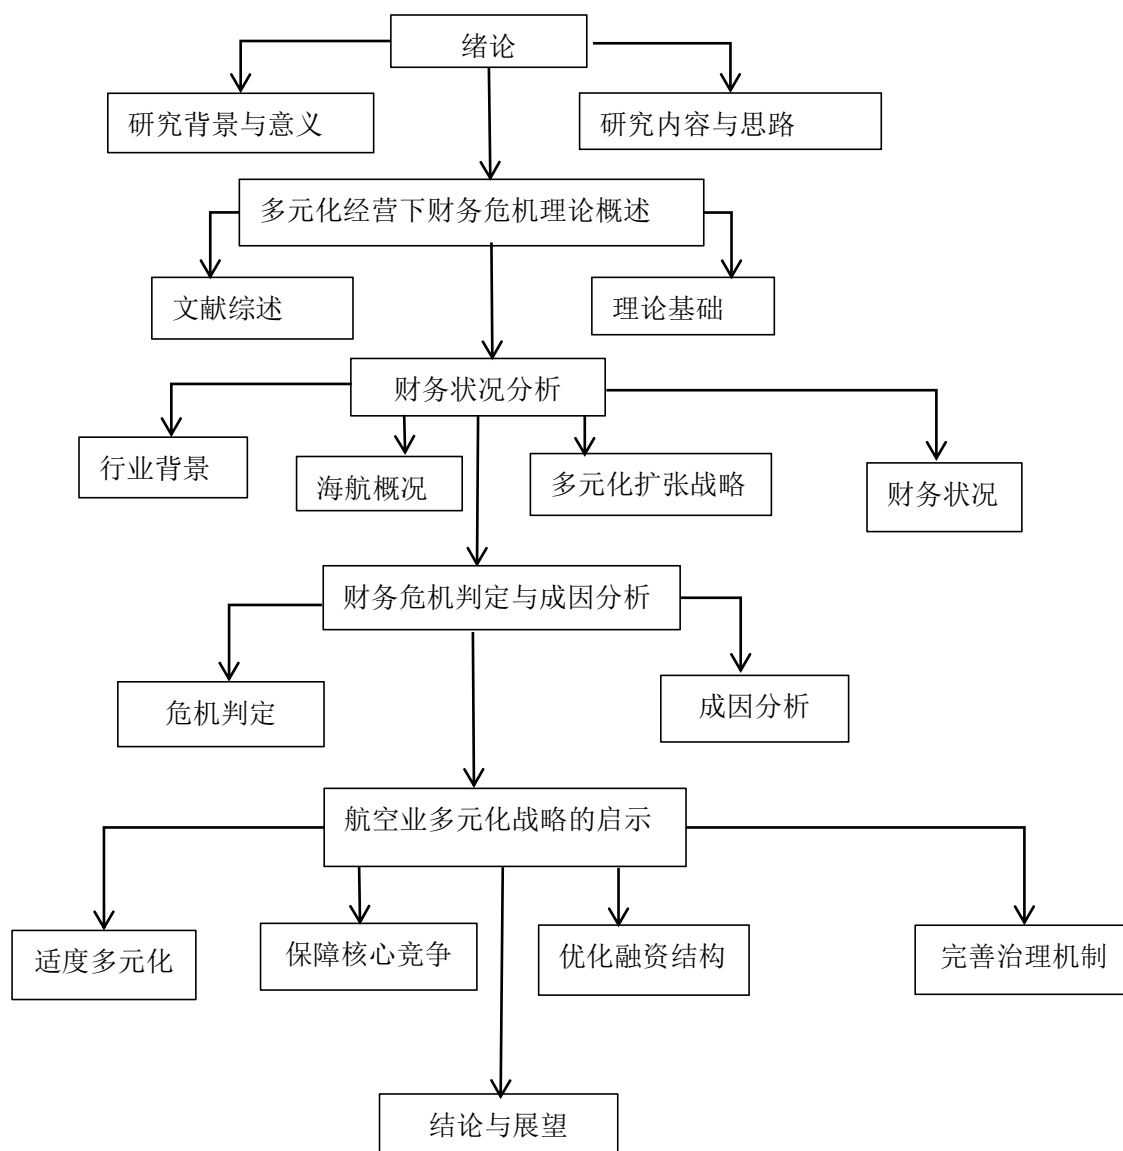 绪论
研究背景与意义
研究内容与思路
多元化经营下财务危机理论概述
文献综述
理论基础
财务状况分析
行业背景
海航概况
多元化扩张战略
财务状况
财务危机判定与成因分析
危机判定
成因分析
航空业多元化战略的启示
适度多元化
保障核心竞争
优化融资结构
完善治理机制
结论与展望